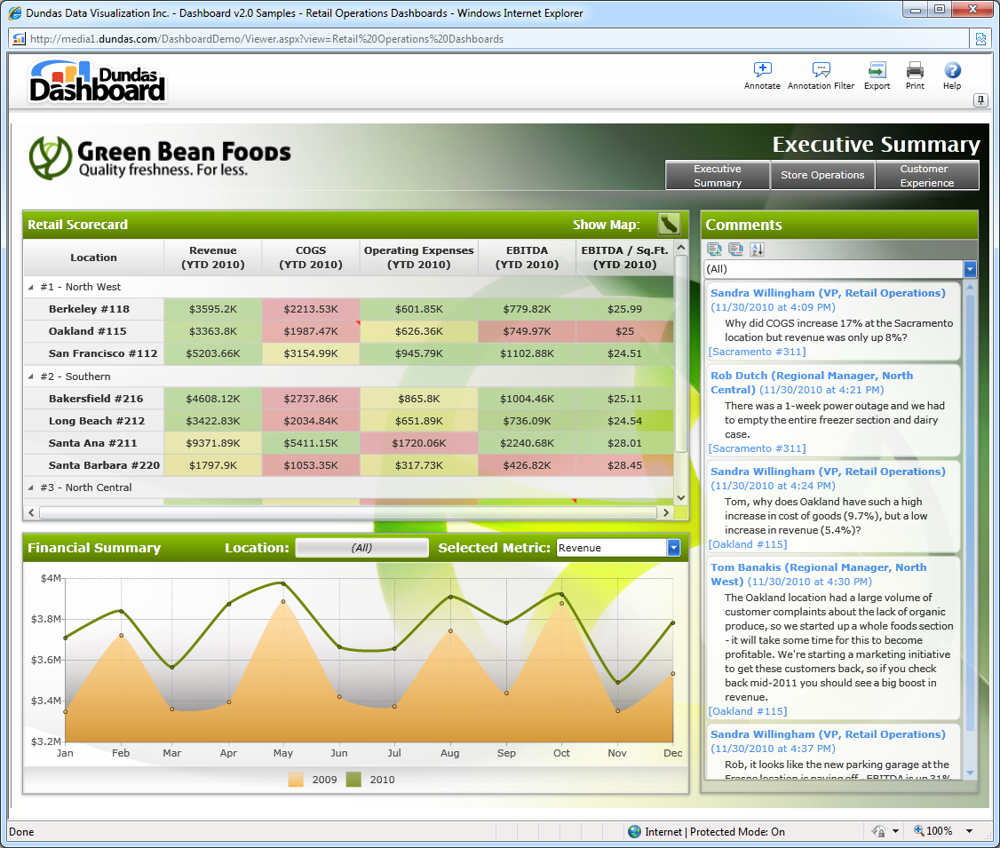 Dundas Data Visualization Inc. - Dashboard v2.0 Samples - Retail Operations Dashboards - Windows Internet Explorer
http://media1.dundas.com/DashboardDemo/Viewer.aspx?view=Retail%20Operations%20Dashboards
Dundas
Dashboard
Annotate Annotation Filter Export Print Help
Green Bean Foods
Quality freshness. For less.
Executive Summary
Executive Summary Store Operations Customer Experience
Retail Scorecard Show Map:
Location Revenue (YTD 2010) COGS (YTD 2010) Operating Expenses (YTD 2010) EBITDA (YTD 2010) EBITDA / Sq.Ft. (YTD 2010)
#1 - North West
Berkeley #118 $3595.2K $2213.53K $601.85K $779.82K $25.99
Oakland #115 $3363.8K $1987.47K $626.36K $749.97K $25
San Francisco #112 $5203.66K $3154.99K $945.79K $1102.88K $24.51
#2 - Southern
Bakersfield #216 $4608.12K $2737.86K $865.8K $1004.46K $25.11
Long Beach #212 $3422.83K $2034.84K $651.89K $736.09K $24.54
Santa Ana #211 $9371.89K $5411.15K $1720.06K $2240.68K $28.01
Santa Barbara #220 $1797.9K $1053.35K $317.73K $426.82K $28.45
#3 - North Central
Financial Summary Location: (All) Selected Metric: Revenue
$4M
$3.8M
$3.6M
$3.4M
$3.2M
Jan Feb Mar Apr May Jun Jul Aug Sep Oct Nov Dec
2009 2010
Comments
(All)
Sandra Willingham (VP, Retail Operations)
(11/30/2010 at 4:09 PM)
Why did COGS increase 17% at the Sacramento
location but revenue was only up 8%?
[Sacramento #311]
Rob Dutch (Regional Manager, North
Central) (11/30/2010 at 4:21 PM)
There was a 1-week power outage and we had
to empty the entire freezer section and dairy
case.
[Sacramento #311]
Sandra Willingham (VP, Retail Operations)
(11/30/2010 at 4:24 PM)
Tom, why does Oakland have such a high
increase in cost of goods (9.7%), but a low
increase in revenue (5.4%)?
[Oakland #115]
Tom Banakis (Regional Manager, North
West) (11/30/2010 at 4:30 PM)
The Oakland location had a large volume of
customer complaints about the lack of organic
produce, so we started up a whole foods section
- it will take some time for this to become
profitable. We're starting a marketing initiative
to get these customers back, so if you check
back mid-2011 you should see a big boost in
revenue.
[Oakland #115]
Sandra Willingham (VP, Retail Operations)
(11/30/2010 at 4:37 PM)
Rob, it looks like the new parking garage at the
Fresno location is paying off - EBITDA is up 31%
Done Internet | Protected Mode: On 100%